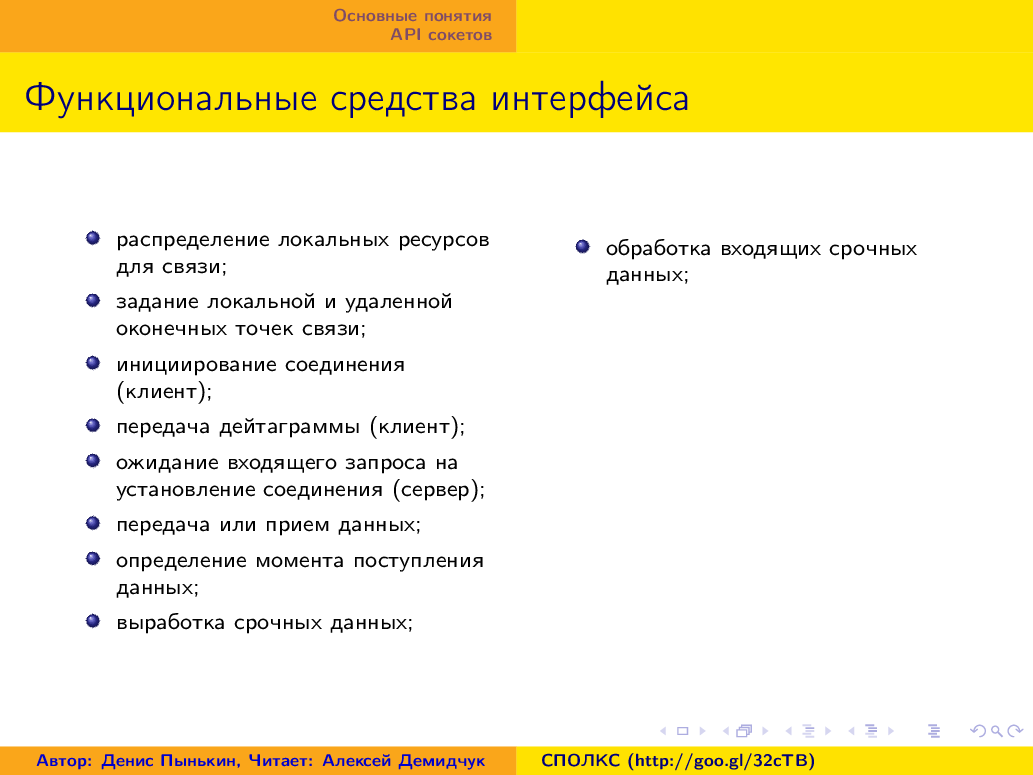 Основные понятия
API сокетов
Функциональные средства интерфейса
распределение локальных ресурсов
для связи;
задание локальной и удаленной
оконечных точек связи;
инициирование соединения
(клиент);
передача дейтаграммы (клиент);
ожидание входящего запроса на
установление соединения (сервер);
передача или прием данных;
определение момента поступления
данных;
выработка срочных данных;
обработка входящих срочных
данных;
Автор: Денис Пынькин, Читает: Алексей Демидчук
СПОЛКС (http://goo.gl/32cTB)